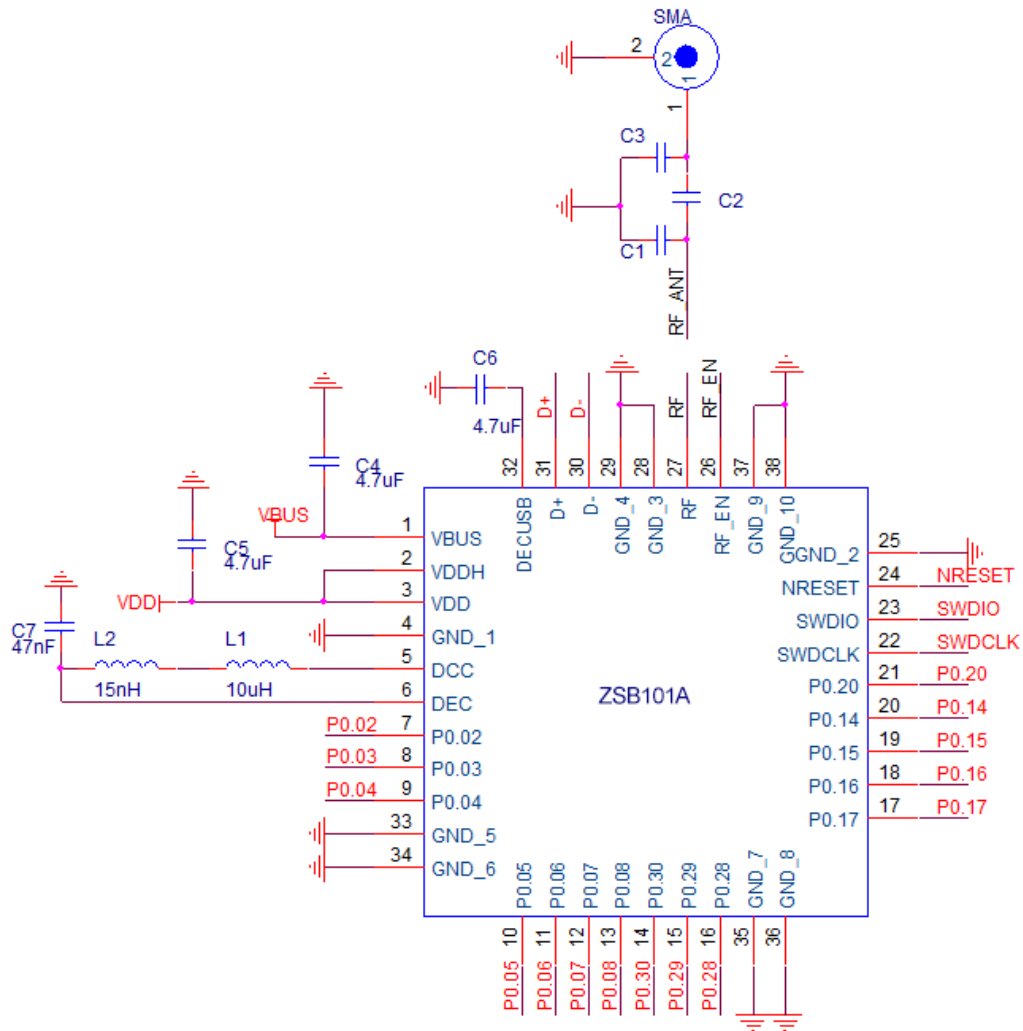 SMA
2
2
1
1
C3
C2
C1
RF_ANT
C6
4.7uF
D+
D-
RF
RF_EN
32
31
30
29
28
27
26
37
38
DECUSB
D+
D-
GND_4
GND_3
RF
RF_EN
GND_9
GND_10
C4
4.7uF
VBUS
1
VBUS
C5
4.7uF
2
VDDH
VDD
3
VDD
4
GND_1
C7
47nF
L2
15nH
L1
10uH
5
DCC
6
DEC
P0.02
7
P0.02
P0.03
8
P0.03
P0.04
9
P0.04
33
GND_5
34
GND_6
ZSB101A
GND_2
25
NRESET
24
NRESET
SWDIO
23
SWDIO
SWDCLK
22
SWDCLK
P0.20
21
P0.20
P0.14
20
P0.14
P0.15
19
P0.15
P0.16
18
P0.16
P0.17
17
P0.17
P0.05
P0.06
P0.07
P0.08
P0.30
P0.29
P0.28
GND_7
GND_8
10
11
12
13
14
15
16
35
36
P0.05
P0.06
P0.07
P0.08
P0.30
P0.29
P0.28